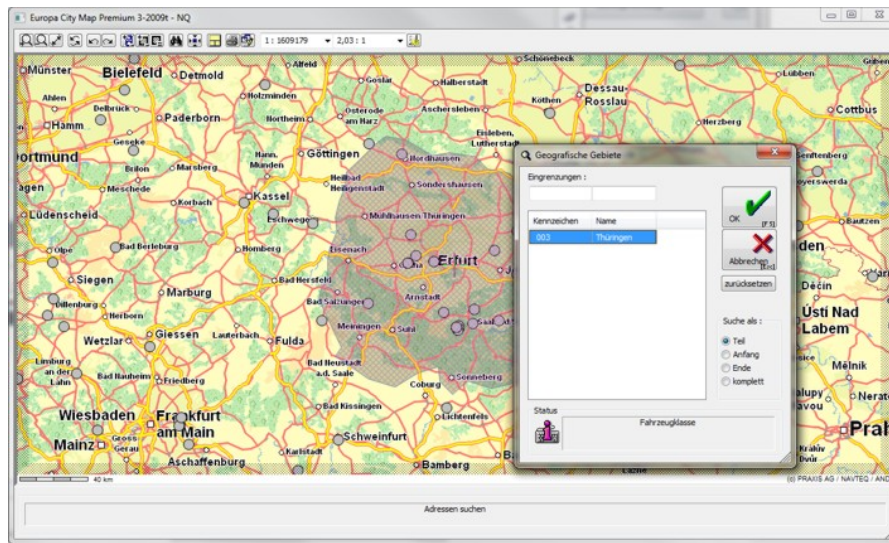 Europa City Map Premium 3-2009t - NQ
1 : 1609179
2,03 : 1
Münster
Bielefeld
Detmold
Alfeld
Goslar
Halberstadt
Schönebeck
Dessau-
Rosslau
Lübben
Ahlen
Delbrück
Paderborn
Holzminden
Northeim
Osterode
am Harz
Aschersleben
Köthen
Herzberg
Cottbus
Hamm
Geseke
Eisleben,
Lutherstadt
Dortmund
Brilon
Marsberg
Hann.
Münden
Göttingen
Nordhausen
Senftenberg
Hoyerswerda
Meschede
Korbach
Kassel
Heilbad
Heiligenstadt
Sondershausen
Lüdenscheid
Eschwege
Mühlhausen Thüringen
Bautzen
Olpe
Bad Berleburg
Homberg
Eisenach
Erfurt
Siegen
Marburg
Bad Hersfeld
Bad Salzungen
Arnstadt
Děčín
Dillenburg
Herborn
Wetzlar
Giessen
Lauterbach
Fulda
Meiningen
Suhl
Ústí Nad
Labem
Limburg
an der
Lahn
Bad Nauheim
Friedberg
Bad Neustadt
a.d. Saale
Coburg
Sonneberg
Mělnik
Wiesbaden
Frankfurt
am Main
Bad Kissingen
Lichtenfels
Mainz
Gross-
Gerau
Schweinfurt
Karlstadt
Aschaffenburg
Bamberg
Králův
Dvůr
40 km
(c) PRAXIS AG / NAVTEQ / AND
Geografische Gebiete
Eingrenzungen :
Kennzeichen Name
003 Thüringen
OK [F5]
Abbrechen
[Esc]
zurücksetzen
Suche als :
Teil
Anfang
Ende
komplett
Status
Fahrzeugklasse
Adressen suchen